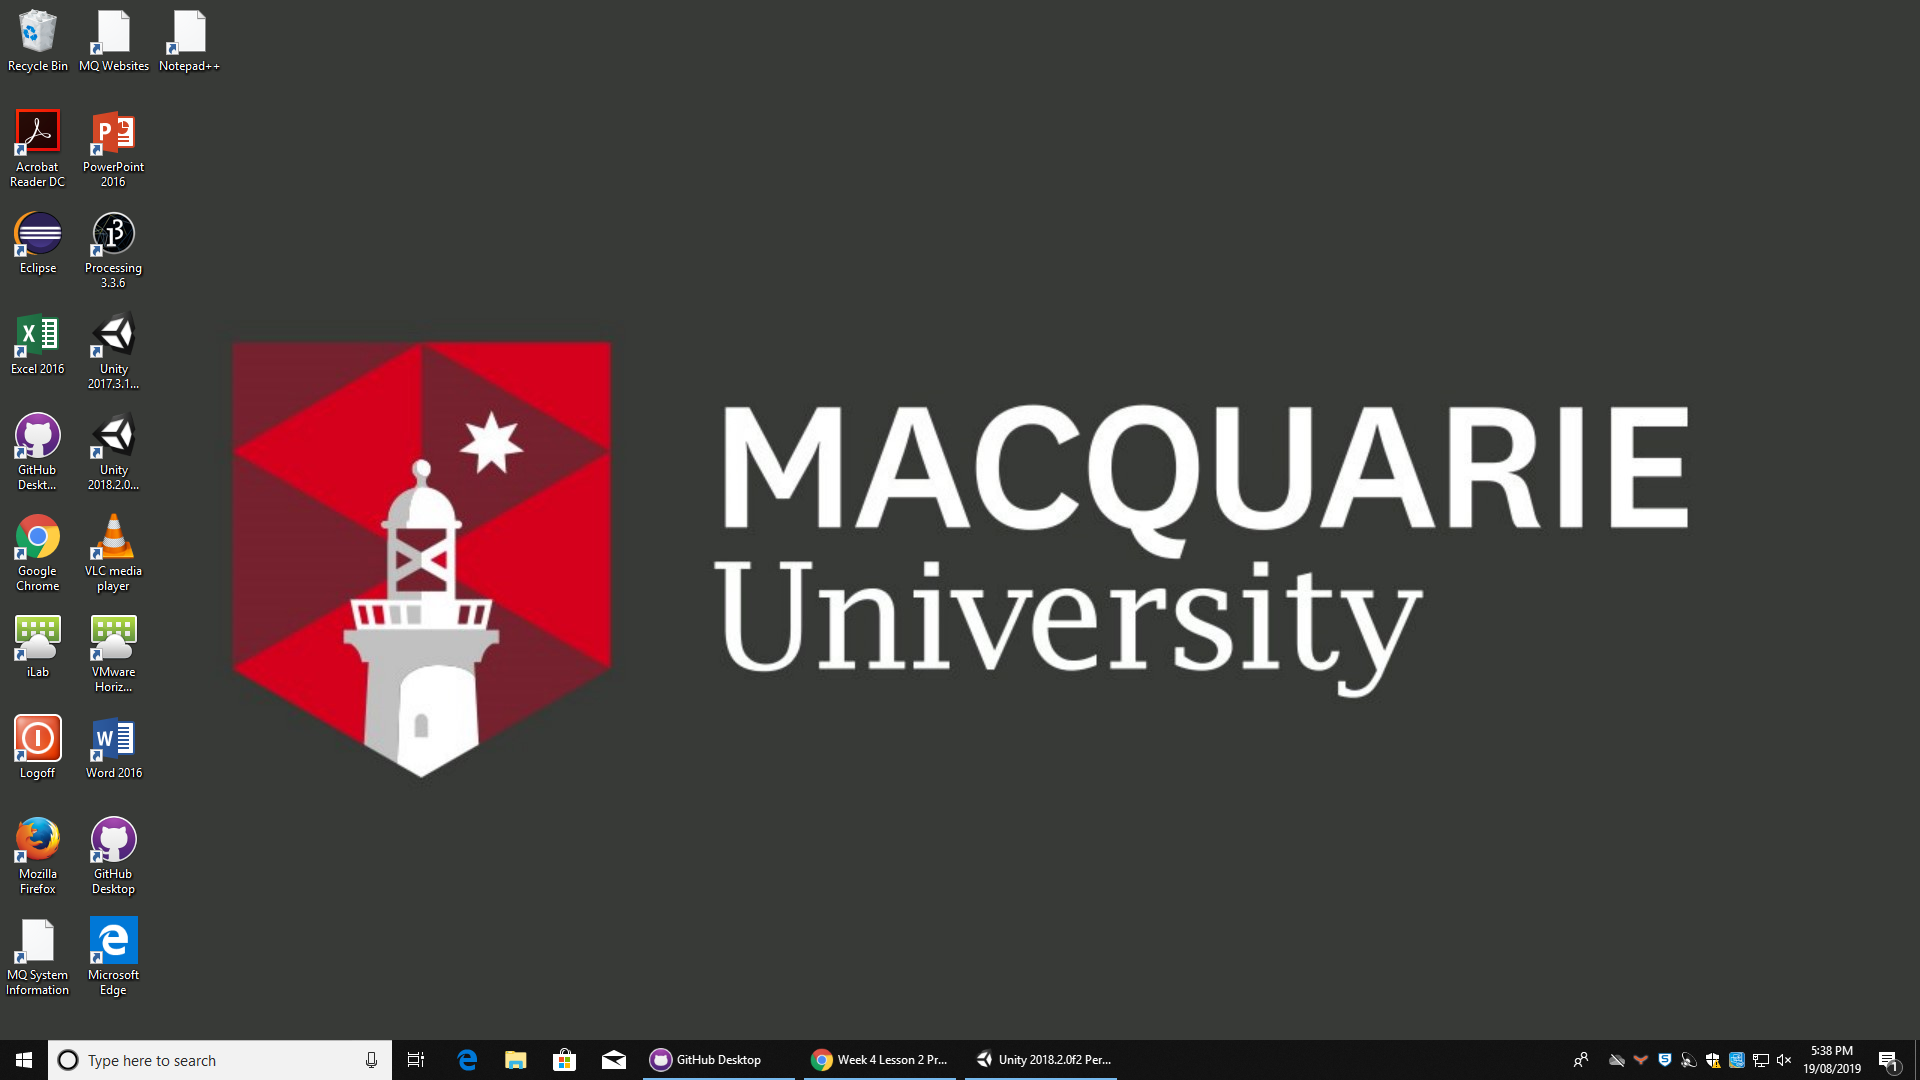 Recycle Bin
MQ Websites
Notepad++
Acrobat
Reader DC
PowerPoint
2016
Eclipse
Processing
3.3.6
Excel 2016
Unity
2017.3.1...
GitHub
Deskt...
Unity
2018.2.0...
Google
Chrome
VLC media
player
iLab
VMware
Horiz...
Logoff
Word 2016
Mozilla
Firefox
GitHub
Desktop
MQ System
Information
Microsoft
Edge
MACQUARIE
University
Type here to search
GitHub Desktop
Week 4 Lesson 2 Pr...
Unity 2018.2.0f2 Per...
5:38 PM
19/08/2019
1